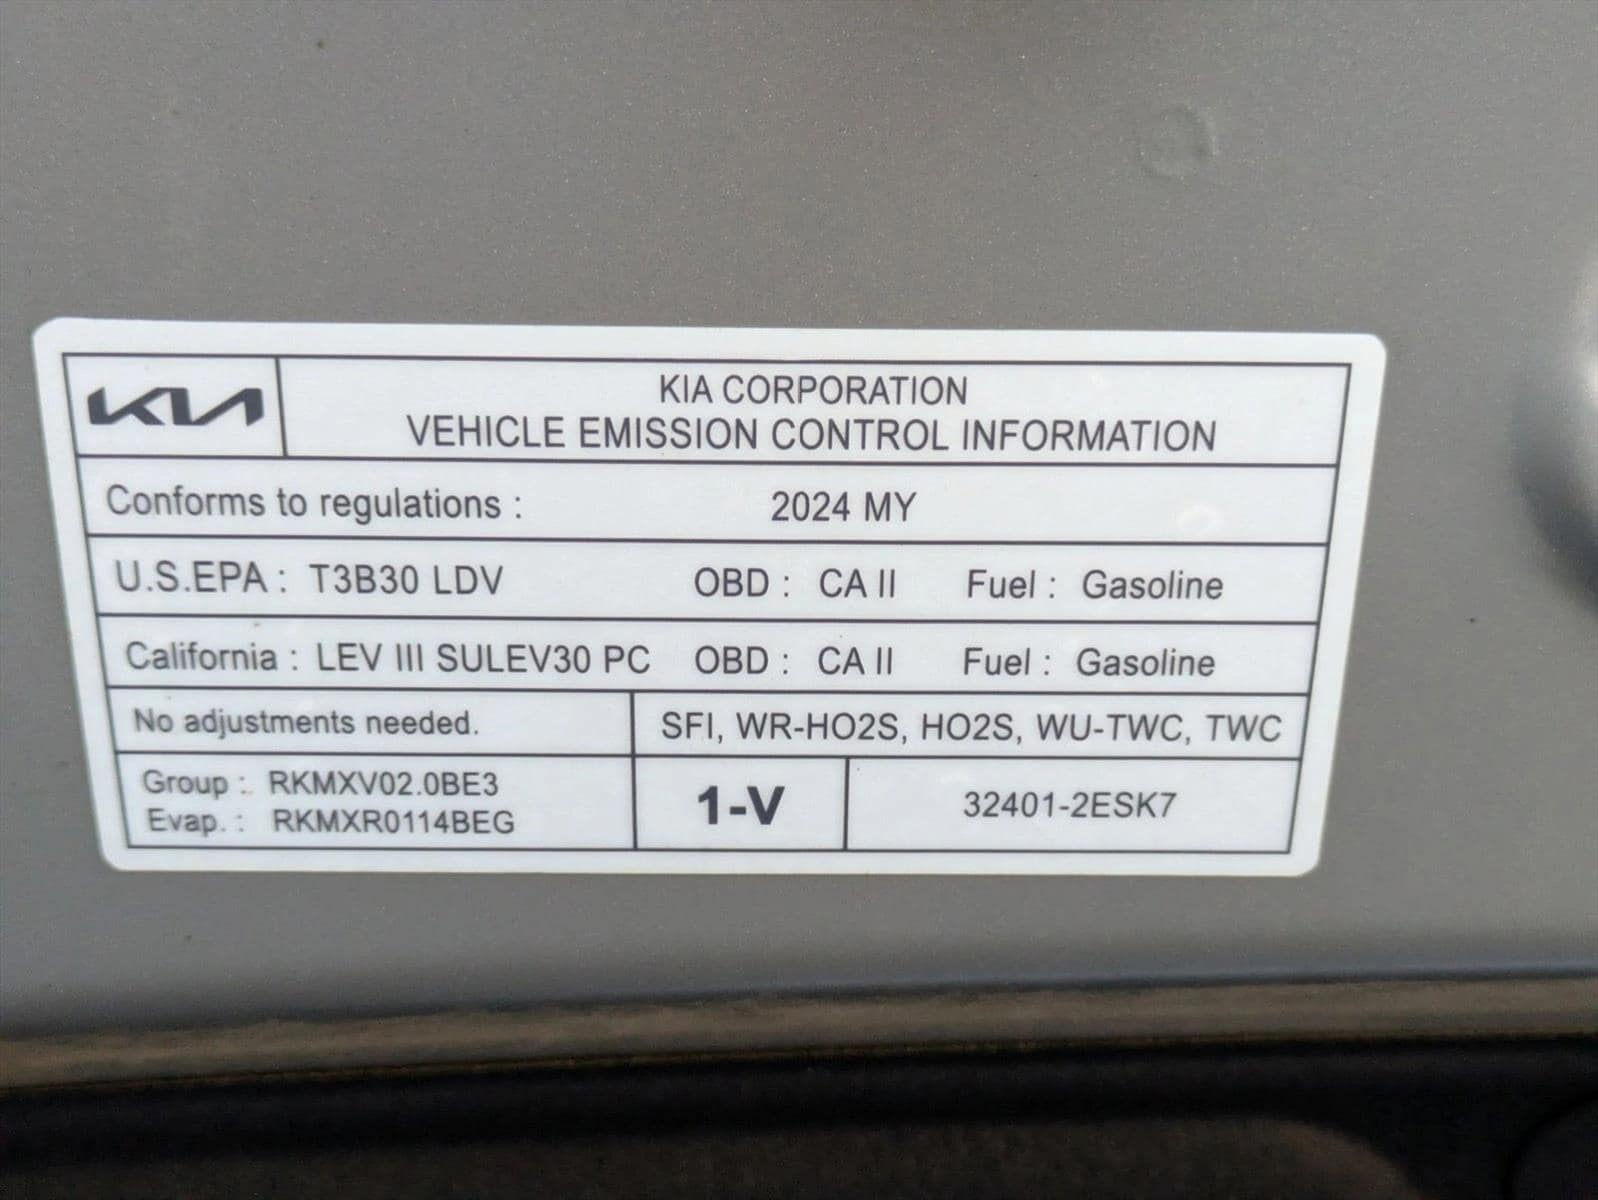 KIA
KIA CORPORATION
VEHICLE EMISSION CONTROL INFORMATION
Conforms to regulations : 2024 MY
U.S.EPA : T3B30 LDV OBD : CA II Fuel : Gasoline
California : LEV III SULEV30 PC OBD : CA II Fuel : Gasoline
No adjustments needed. SFI, WR-HO2S, HO2S, WU-TWC, TWC
Group : RKMXV02.0BE3
Evap. : RKMXR0114BEG
1-V
32401-2ESK7